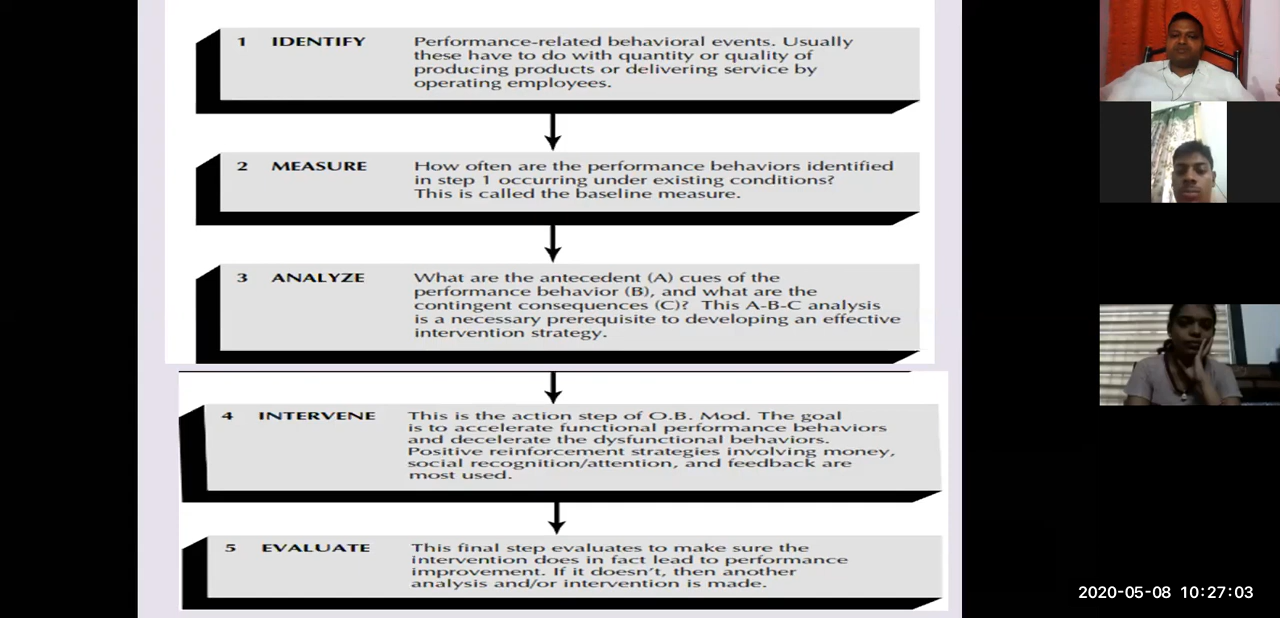 1 IDENTIFY Performance-related behavioral events. Usually
these have to do with quantity or quality of
producing products or delivering service by
operating employees.
2 MEASURE How often are the performance behaviors identified
in step 1 occurring under existing conditions?
This is called the baseline measure.
3 ANALYZE What are the antecedent (A) cues of the
performance behavior (B), and what are the
contingent consequences (C)? This A-B-C analysis
is a necessary prerequisite to developing an effective
intervention strategy.
4 INTERVENE This is the action step of O.B. Mod. The goal
is to accelerate functional performance behaviors
and decelerate the dysfunctional behaviors.
Positive reinforcement strategies involving money,
social recognition/attention, and feedback are
most used.
5 EVALUATE This final step evaluates to make sure the
intervention does in fact lead to performance
improvement. If it doesn't, then another
analysis and/or intervention is made.
2020-05-08 10:27:03